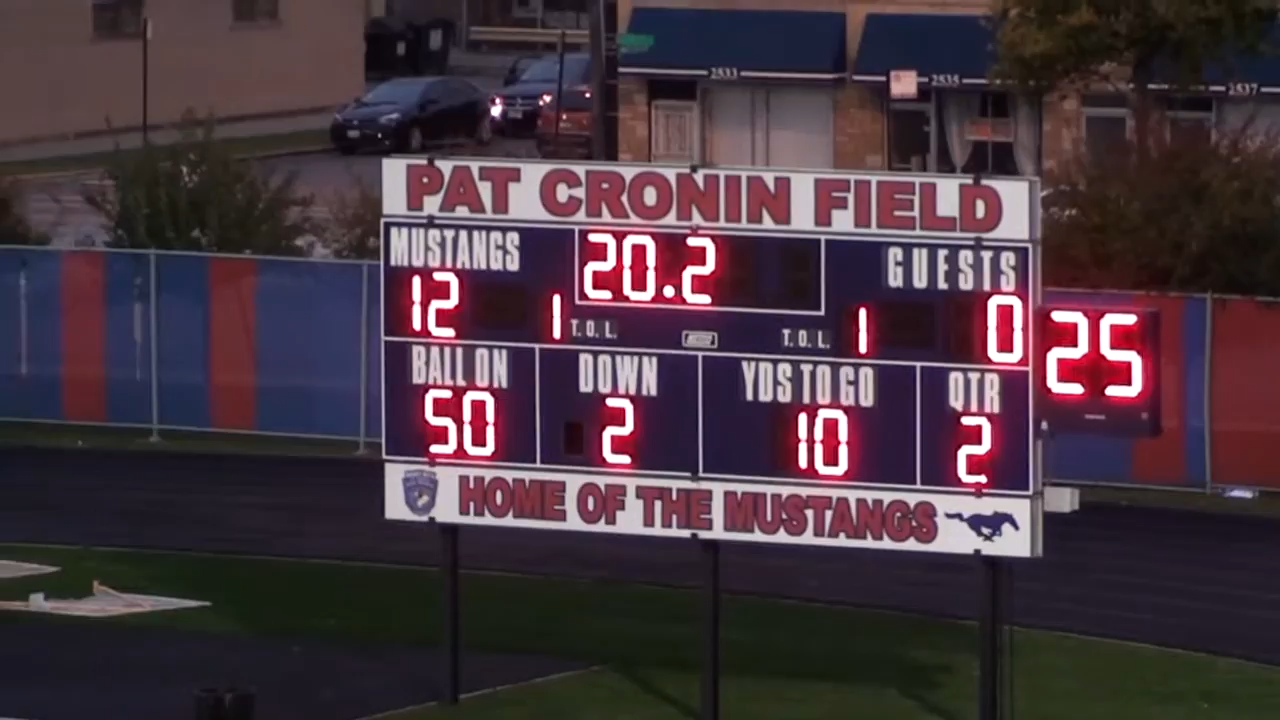 2533
2535
2537
PAT CRONIN FIELD
MUSTANGS
20.2
GUESTS
12
1
T.O.L.
T.O.L.
1
0
25
BALL ON
DOWN
YDS TO GO
QTR
50
2
10
2
HOME OF THE MUSTANGS